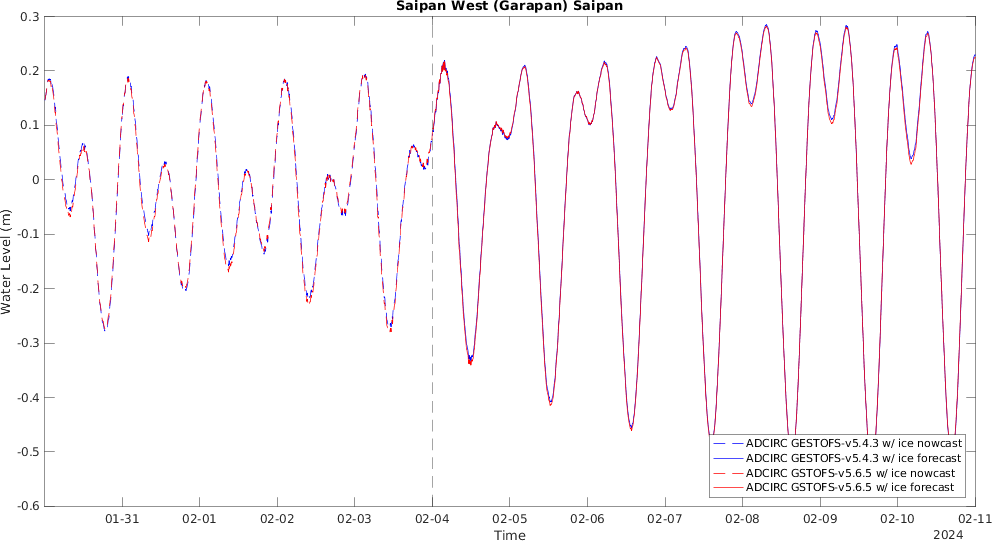 Saipan West (Garapan) Saipan
Water Level (m)
0.3
0.2
0.1
0
-0.1
-0.2
-0.3
-0.4
-0.5
-0.6
ADCIRC GESTOFS-v5.4.3 w/ ice nowcast
ADCIRC GESTOFS-v5.4.3 w/ ice forecast
ADCIRC GSTOFS-v5.6.5 w/ ice nowcast
ADCIRC GSTOFS-v5.6.5 w/ ice forecast
01-31 02-01 02-02 02-03 02-04 02-05 02-06 02-07 02-08 02-09 02-10 02-11
Time
2024